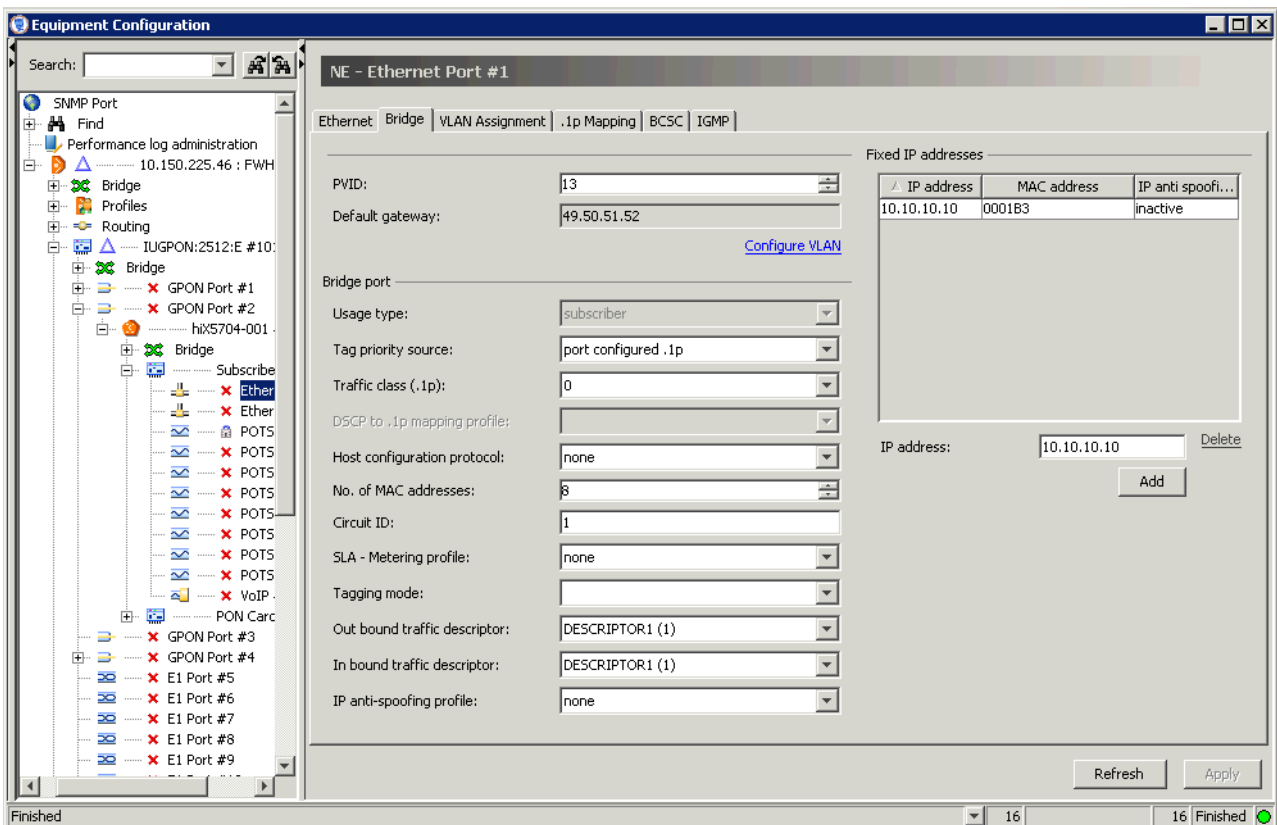 Equipment Configuration
Search:
SNMP Port
Find
Performance log administration
10.150.225.46 : FWH
Bridge
Profiles
Routing
IUGPON:2512:E #10
Bridge
GPON Port #1
GPON Port #2
hiX5704-001
Bridge
Subscribe
Ether
Ether
POTS
POTS
POTS
POTS
POTS
POTS
POTS
POTS
VoIP
PON Card
GPON Port #3
GPON Port #4
E1 Port #5
E1 Port #6
E1 Port #7
E1 Port #8
E1 Port #9
NE - Ethernet Port #1
Ethernet Bridge VLAN Assignment .1p Mapping BCSC IGMP
PVID: 13
Default gateway: 49.50.51.52
Configure VLAN
Bridge port
Usage type: subscriber
Tag priority source: port configured .1p
Traffic class (.1p): 0
DSCP to .1p mapping profile:
Host configuration protocol: none
No. of MAC addresses: 8
Circuit ID: 1
SLA - Metering profile: none
Tagging mode:
Out bound traffic descriptor: DESCRIPTOR1 (1)
In bound traffic descriptor: DESCRIPTOR1 (1)
IP anti-spoofing profile: none
Fixed IP addresses
IP address MAC address IP anti spoofi...
10.10.10.10 0001B3 inactive
IP address: 10.10.10.10 Delete
Add
Refresh Apply
Finished 16 16 Finished